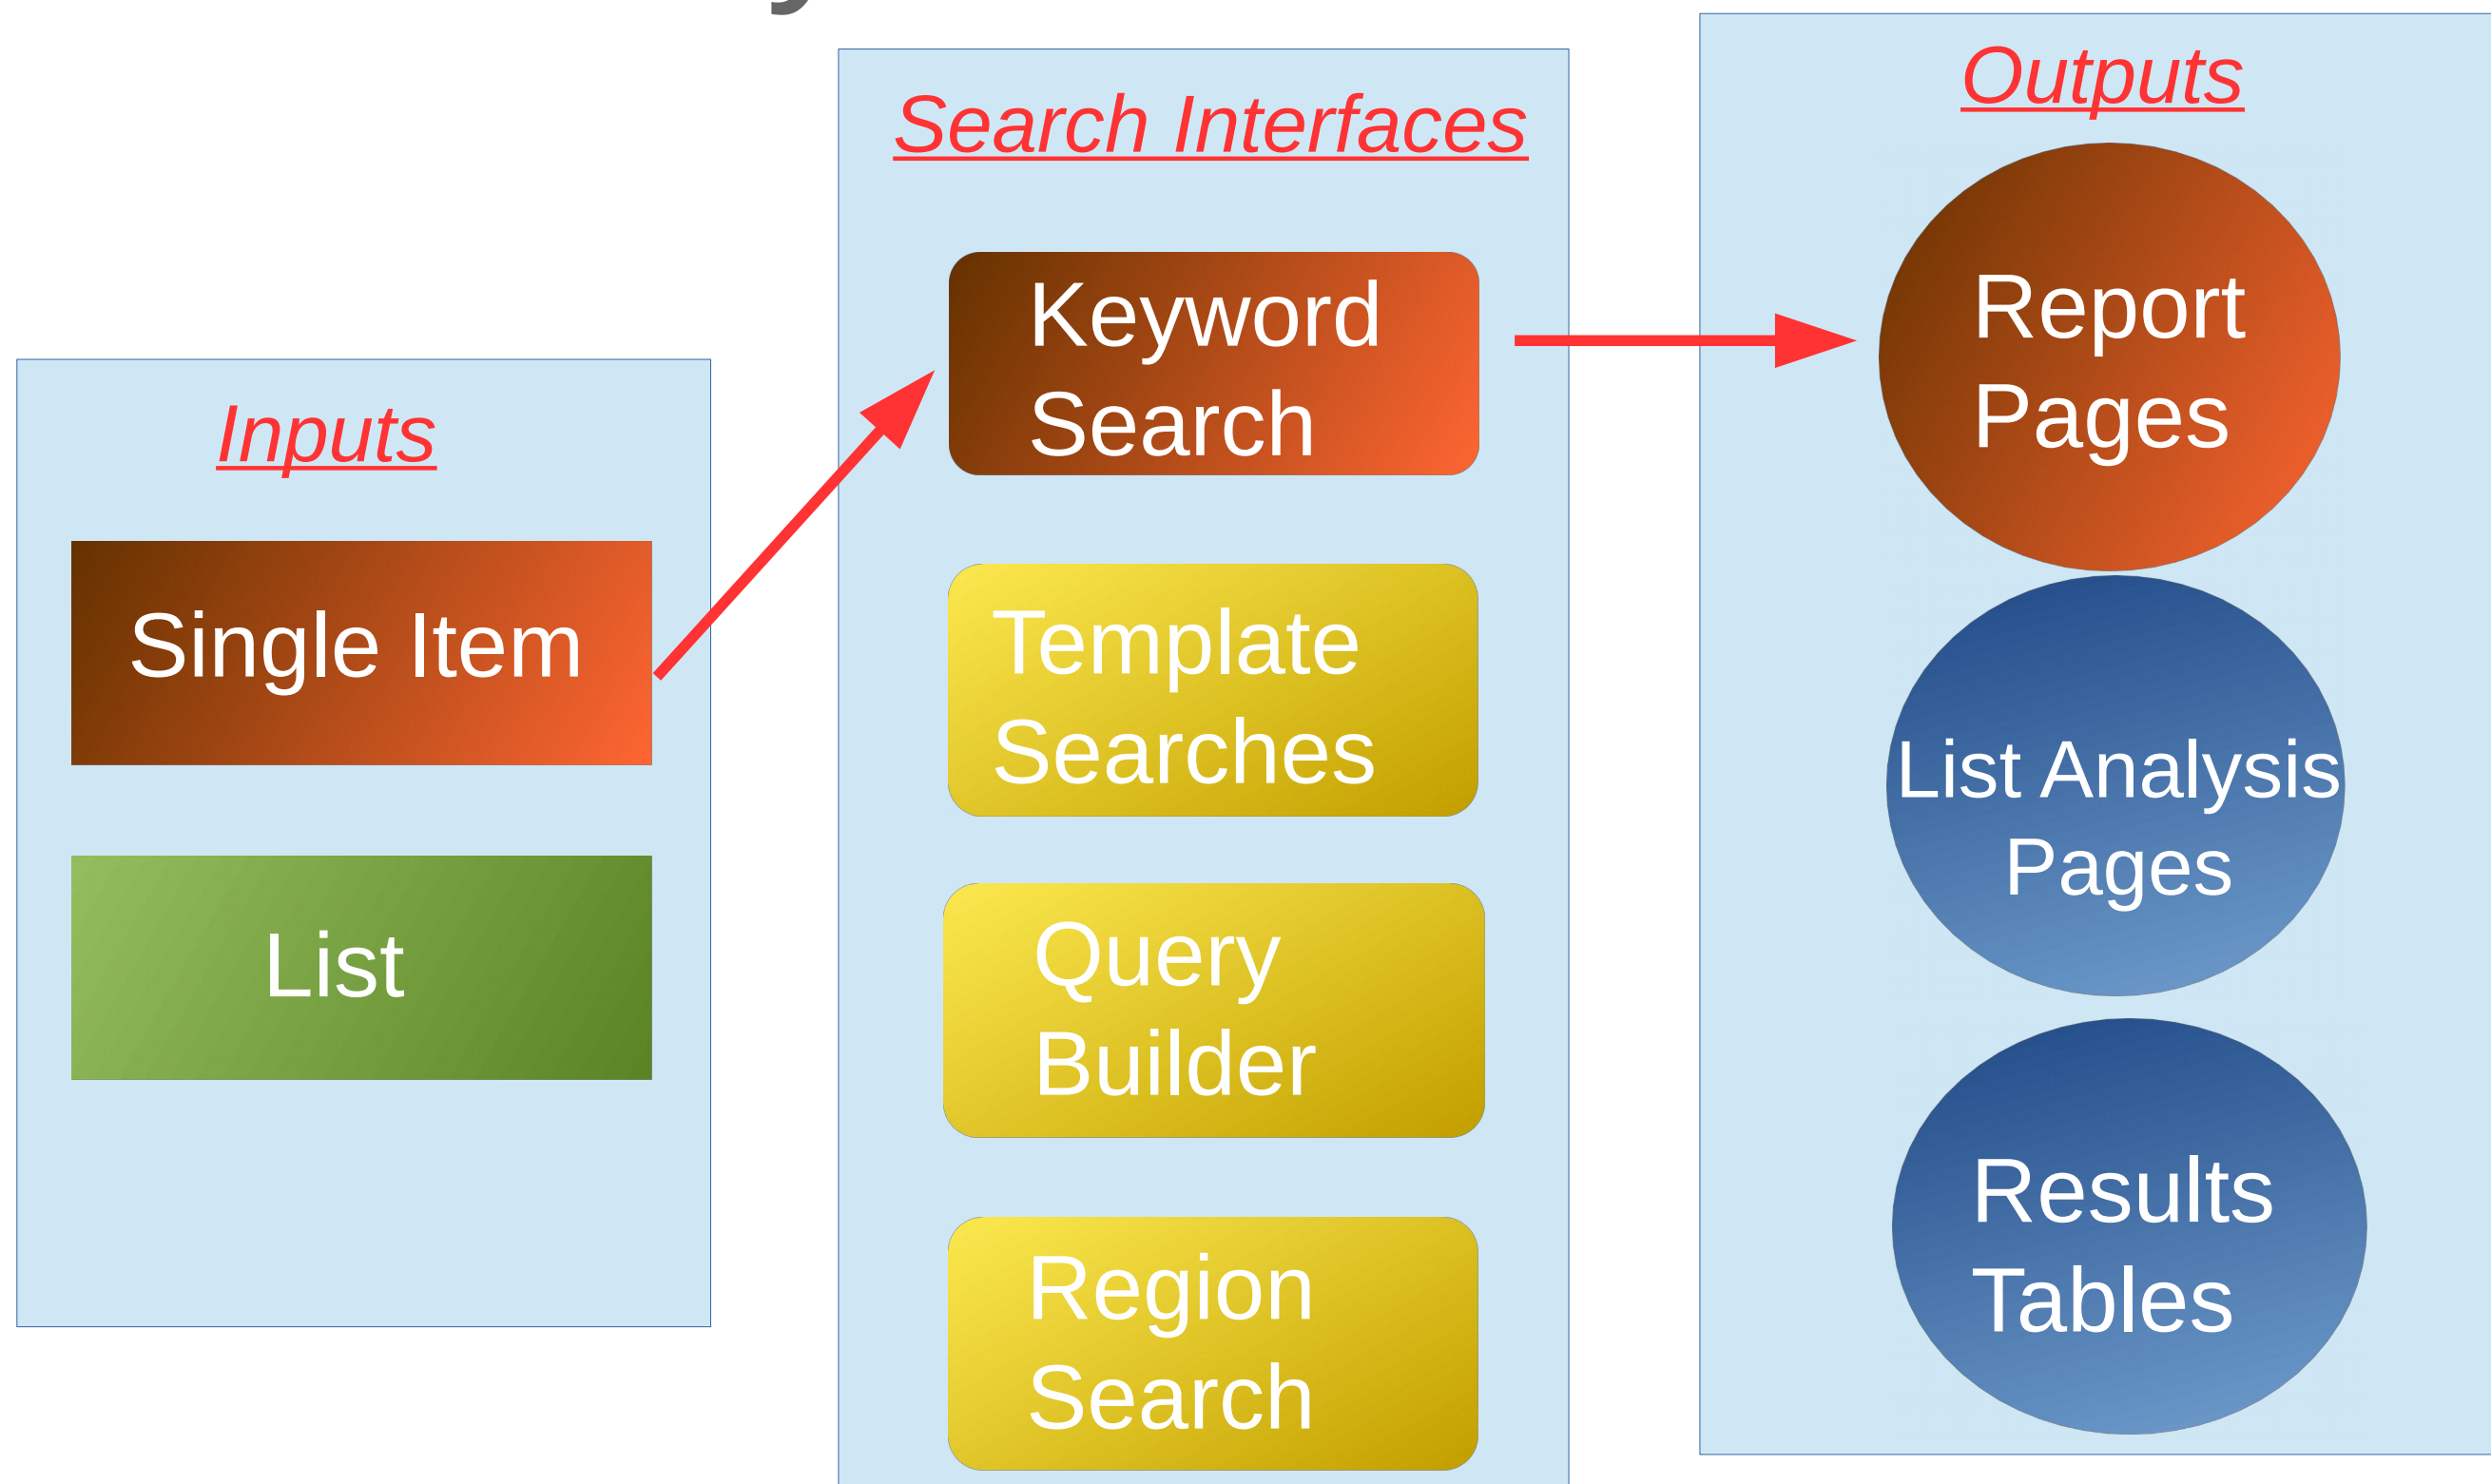 Inputs
Single Item
List
Search Interfaces
Keyword
Search
Template
Searches
Query
Builder
Region
Search
Outputs
Report
Pages
List Analysis
Pages
Results
Tables